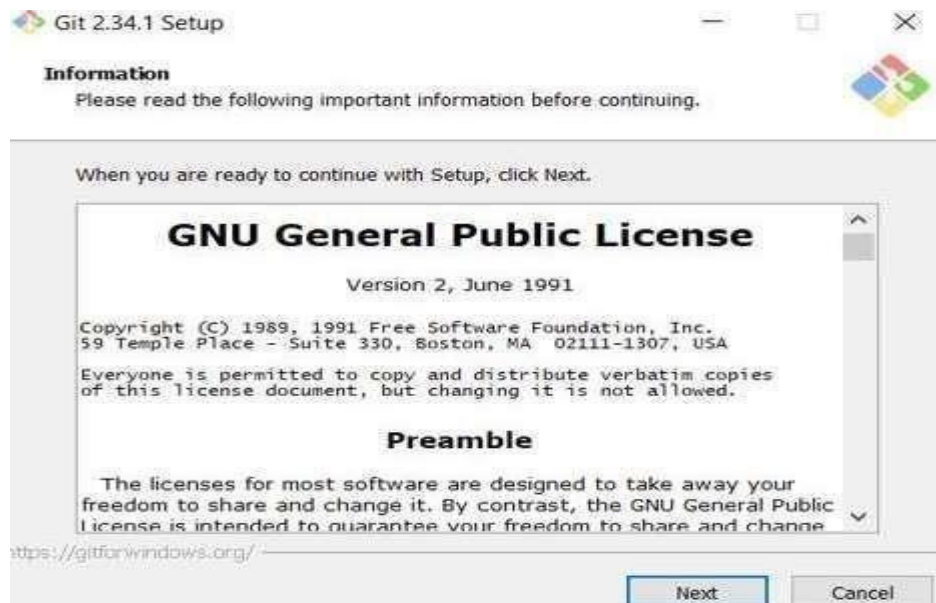 Git 2.34.1 Setup
Information
Please read the following important information before continuing.
When you are ready to continue with Setup, click Next.
GNU General Public License
Version 2, June 1991
Copyright (C) 1989, 1991 Free Software Foundation, Inc.
59 Temple Place - Suite 330, Boston, MA 02111-1307, USA
Everyone is permitted to copy and distribute verbatim copies
of this license document, but changing it is not allowed.
Preamble
The licenses for most software are designed to take away your
freedom to share and change it. By contrast, the GNU General Public
License is intended to guarantee your freedom to share and change
https://gitforwindows.org/
Next Cancel